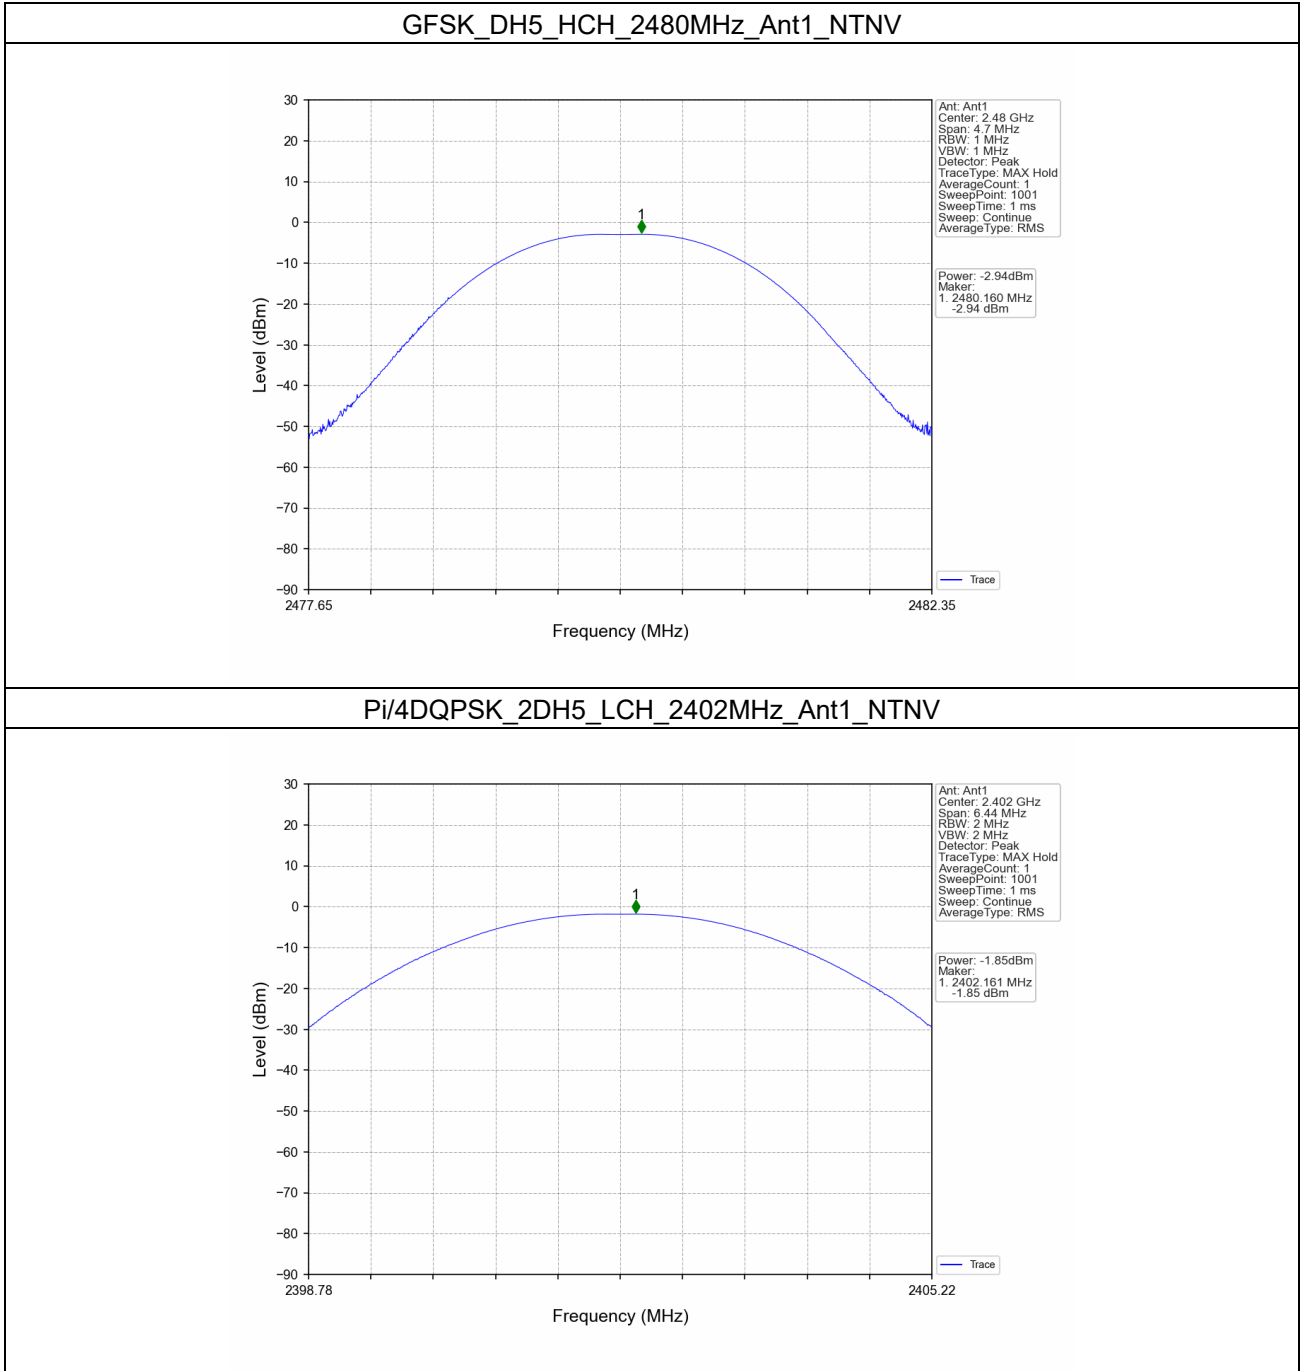 GFSK_DH5_HCH_2480MHz_Ant1_NTNV
30
20
10
0
−10
−20
−30
−40
−50
−60
−70
−80
−90
Level (dBm)
1
2477.65
2482.35
Frequency (MHz)
Ant: Ant1
Center: 2.48 GHz
Span: 4.7 MHz
RBW: 1 MHz
VBW: 1 MHz
Detector: Peak
TraceType: MAX Hold
AverageCount: 1
SweepPoint: 1001
SweepTime: 1 ms
Sweep: Continue
AverageType: RMS
Power: -2.94dBm
Maker:
1. 2480.160 MHz
-2.94 dBm
Trace
Pi/4DQPSK_2DH5_LCH_2402MHz_Ant1_NTNV
30
20
10
0
−10
−20
−30
−40
−50
−60
−70
−80
−90
Level (dBm)
1
2398.78
2405.22
Frequency (MHz)
Ant: Ant1
Center: 2.402 GHz
Span: 6.44 MHz
RBW: 2 MHz
VBW: 2 MHz
Detector: Peak
TraceType: MAX Hold
AverageCount: 1
SweepPoint: 1001
SweepTime: 1 ms
Sweep: Continue
AverageType: RMS
Power: -1.85dBm
Maker:
1. 2402.161 MHz
-1.85 dBm
Trace